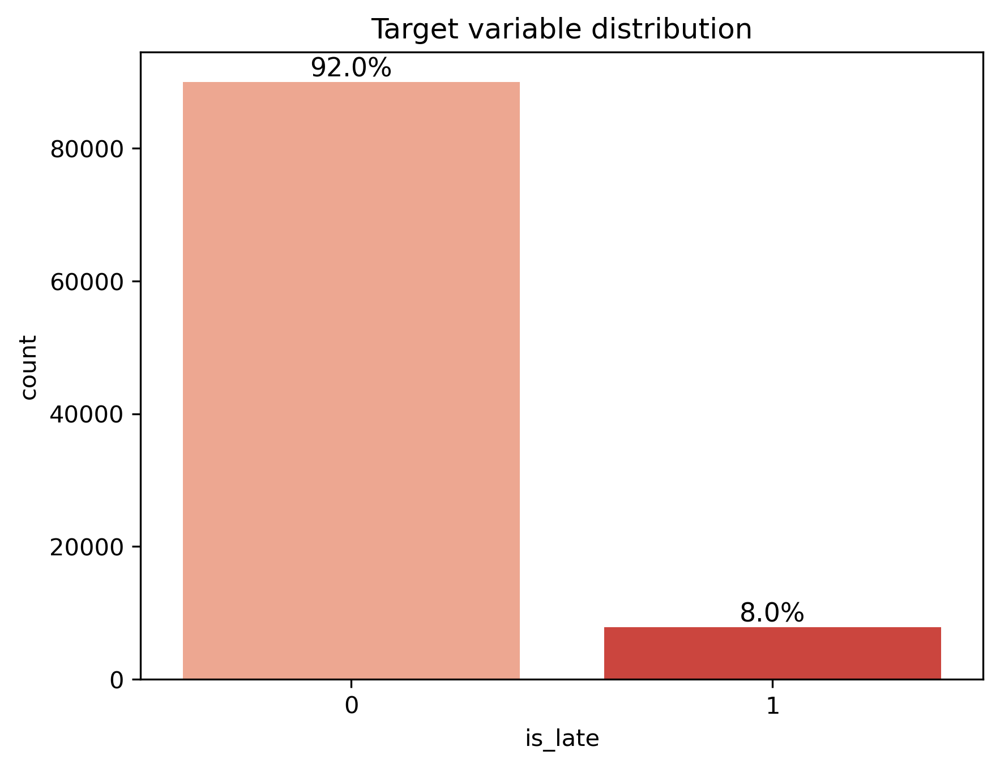 Target variable distribution
92.0%
80000
60000
count
40000
20000
8.0%
0
0 1
is_late